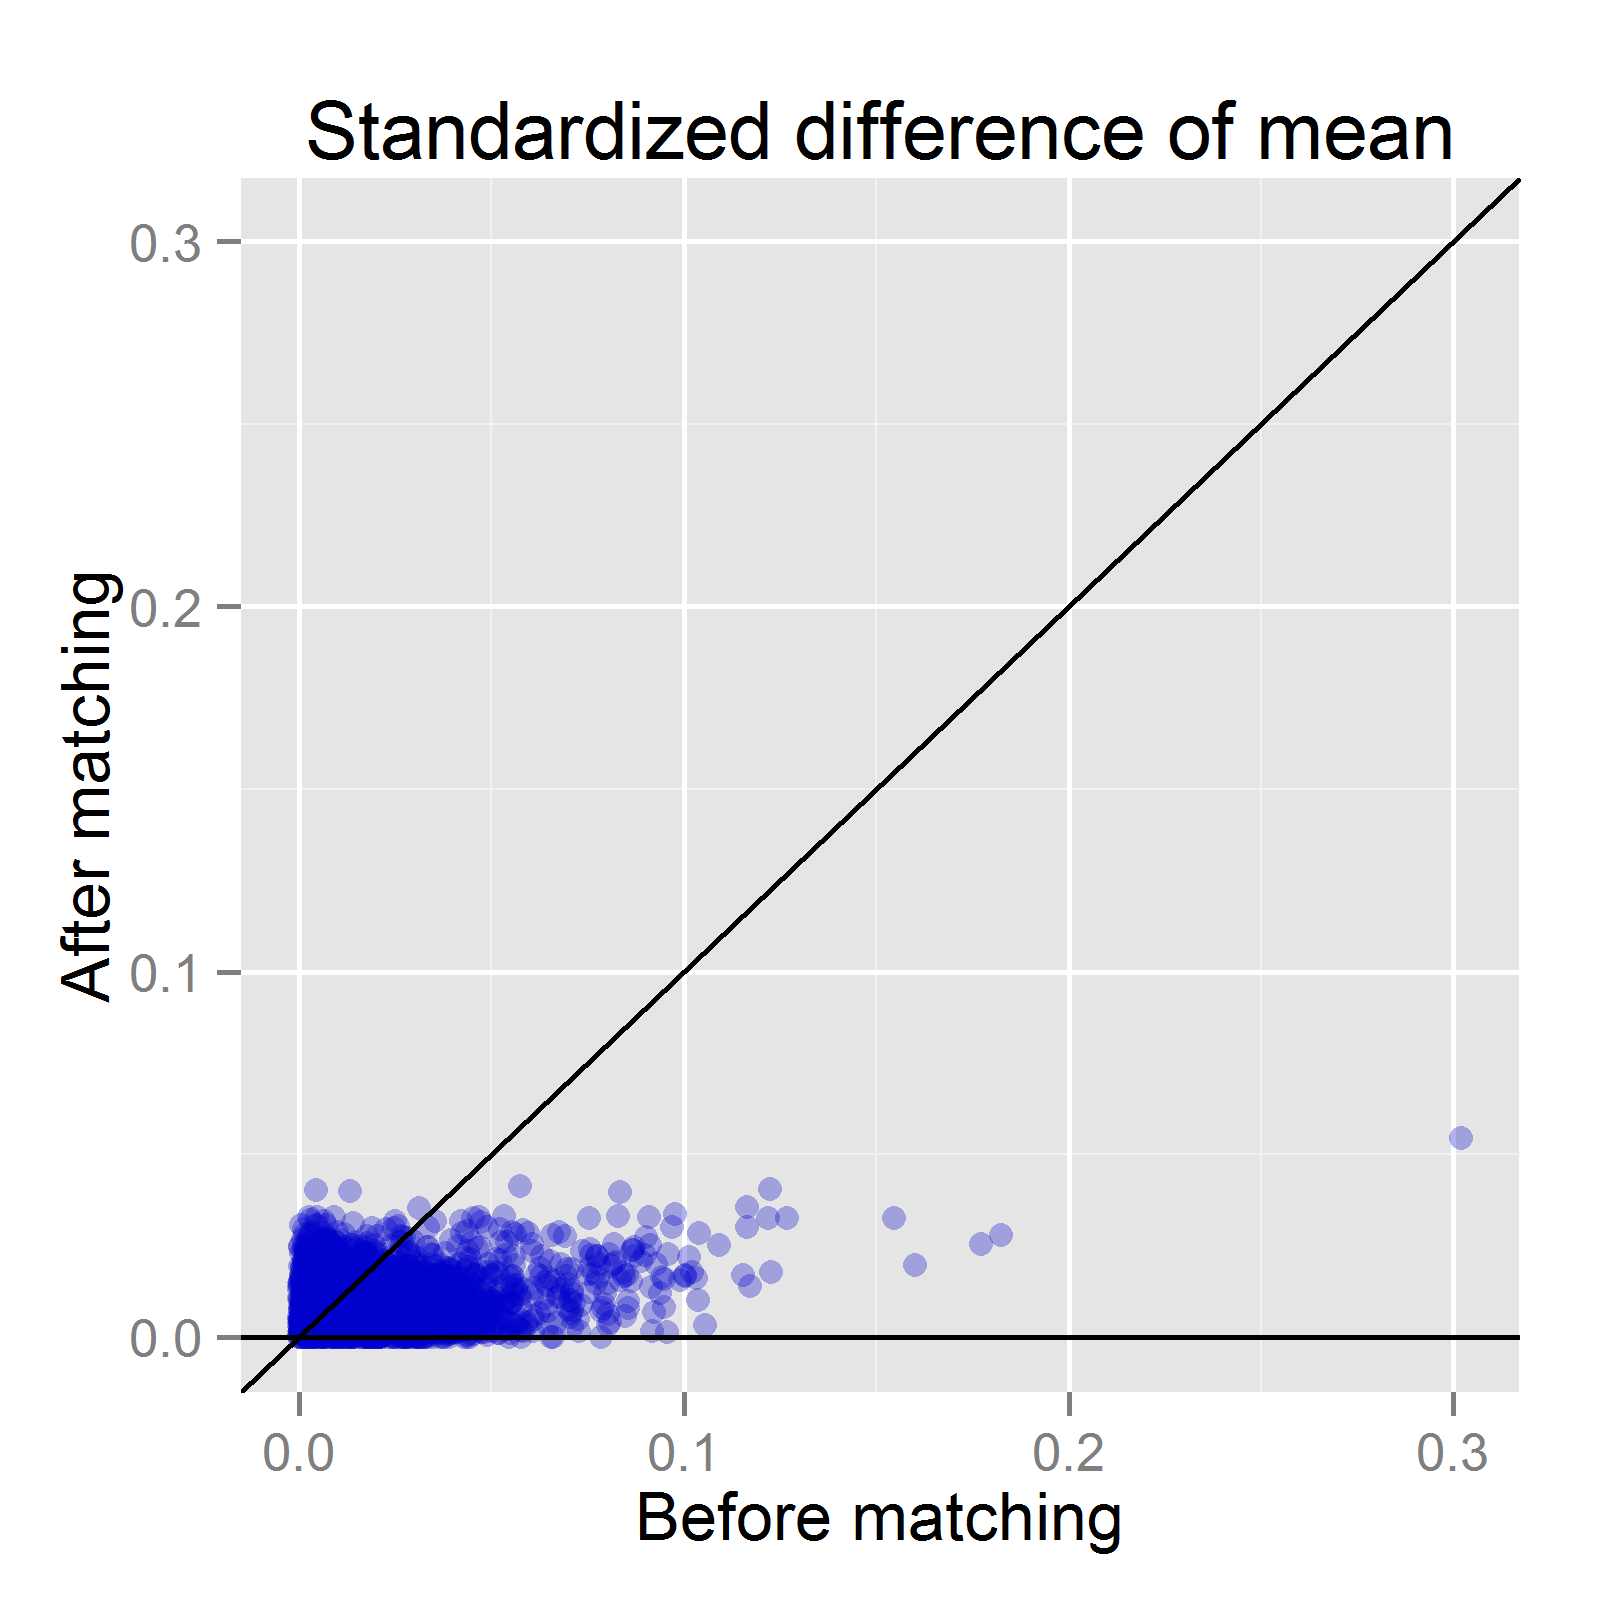 Standardized difference of mean
After matching
0.3
0.2
0.1
0.0
0.0 0.1 0.2 0.3
Before matching